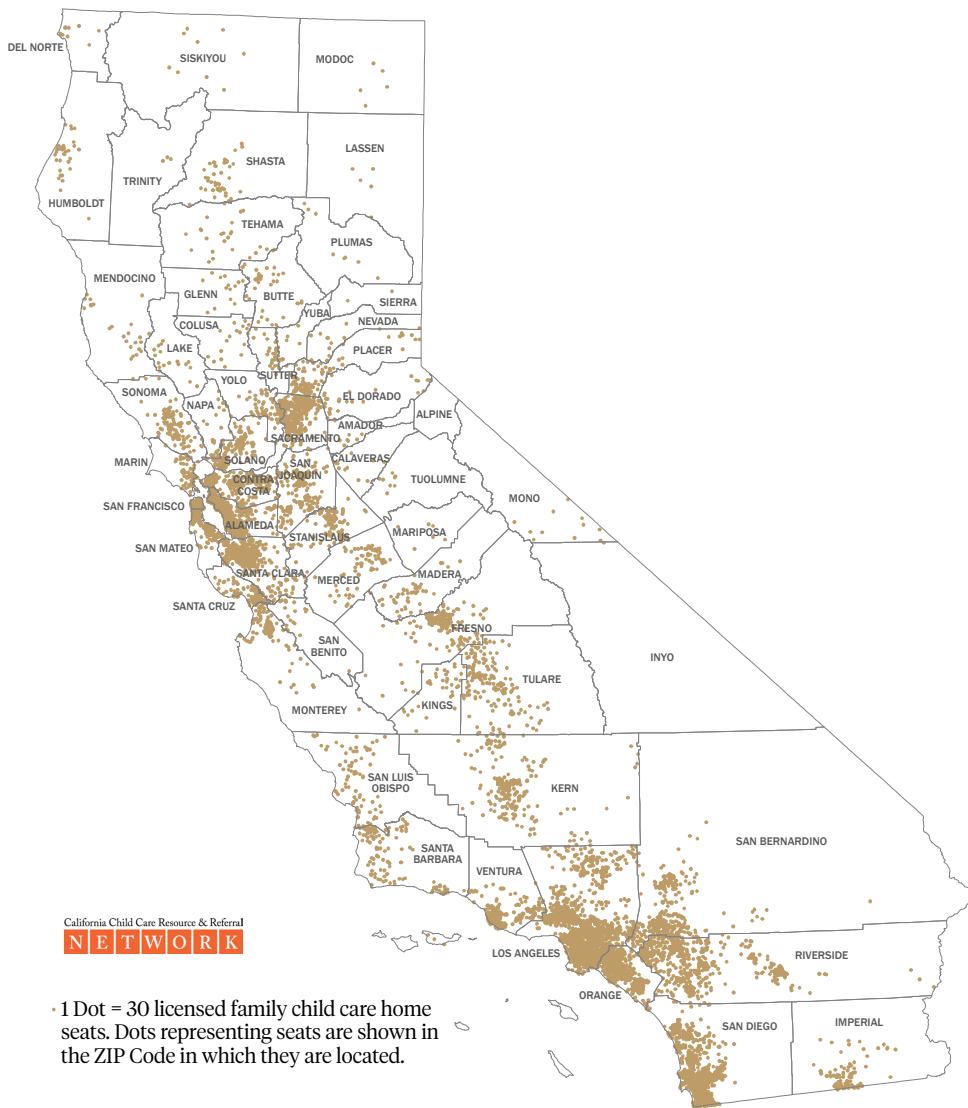 DEL NORTE
SISKIYOU
MODOC
SHASTA
LASSEN
TRINITY
HUMBOLDT
TEHAMA
PLUMAS
MENDOCINO
GLENN
BUTTE
SIERRA
YUBA
NEVADA
COLUSA
LAKE
PLACER
SUTTER
YOLO
SONOMA
NAPA
EL DORADO
ALPINE
AMADOR
SACRAMENTO
MARIN
SOLANO
SAN
JOAQUIN
CALAVERAS
CONTRA
COSTA
TUOLUMNE
MONO
SAN FRANCISCO
ALAMEDA
STANISLAUS
MARIPOSA
SAN MATEO
SANTA CLARA
MERCED
MADERA
SANTA CRUZ
FRESNO
SAN
BENITO
INYO
TULARE
MONTEREY
KINGS
SAN LUIS
OBISPO
KERN
SANTA
BARBARA
VENTURA
SAN BERNARDINO
LOS ANGELES
RIVERSIDE
ORANGE
SAN DIEGO
IMPERIAL
California Child Care Resource & Referral
NETWORK
1 Dot = 30 licensed family child care home
seats. Dots representing seats are shown in
the ZIP Code in which they are located.